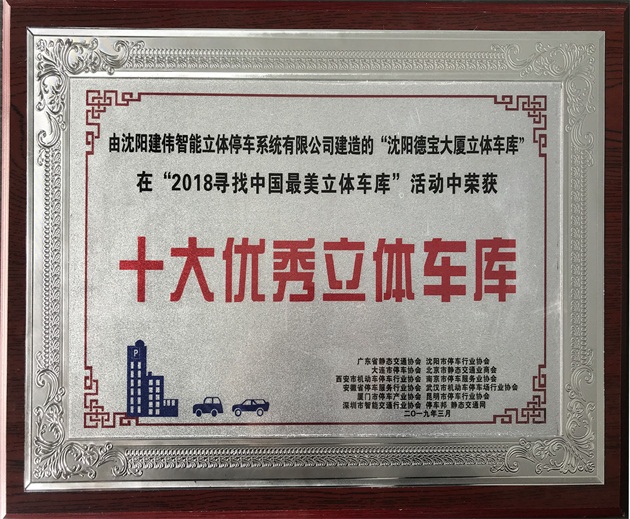 由沈阳建伟智能立体停车系统有限公司建造的“沈阳德宝大厦立体车库”
在“2018寻找中国最美立体车库”活动中荣获
十大优秀立体车库
P
广东省静态交通协会 沈阳市停车行业协会
大连市停车协会 北京市静态交通业商会
西安市机动车停车行业协会 南京市停车服务业协会
安徽省停车服务行业协会 武汉市机动车停车场行业协会
厦门市停车产业协会 昆明市停车行业协会
深圳市智能交通行业协会 停车邦 静态交通网
二〇一九年三月